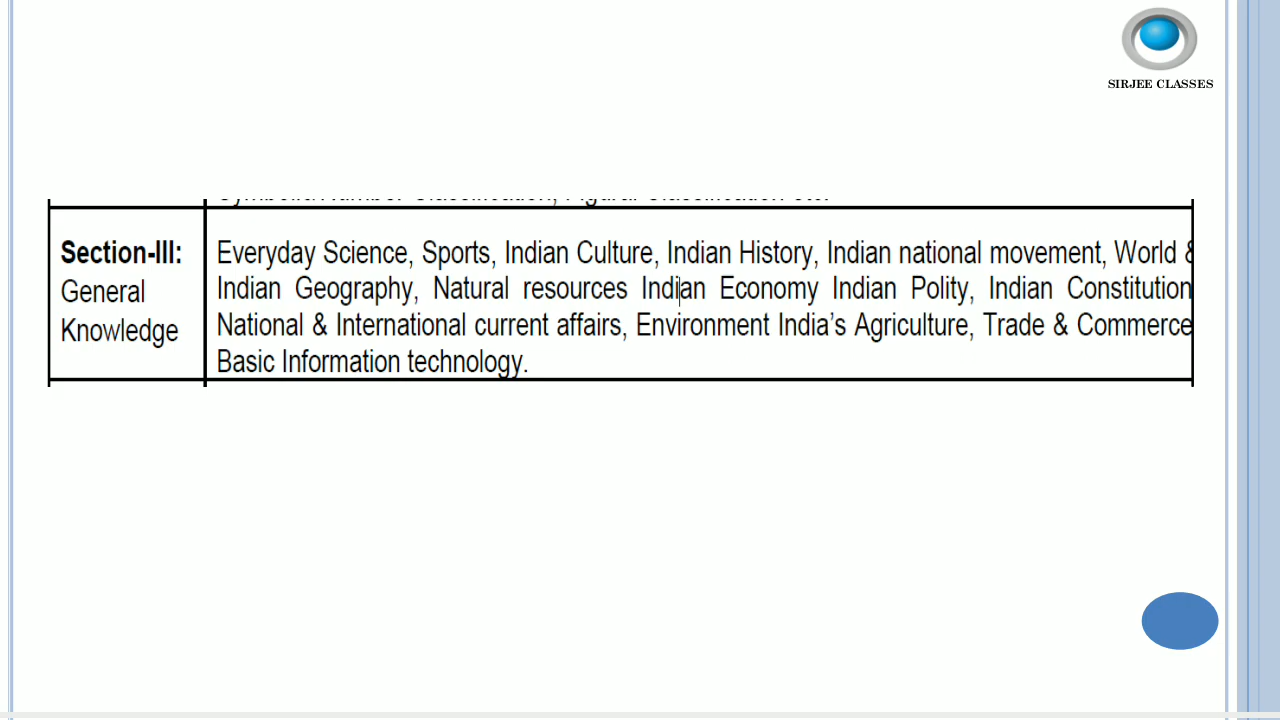 SIRJEE CLASSES
Section-III:
General
Knowledge
Everyday Science, Sports, Indian Culture, Indian History, Indian national movement, World &
Indian Geography, Natural resources Indian Economy Indian Polity, Indian Constitution
National & International current affairs, Environment India's Agriculture, Trade & Commerce
Basic Information technology.